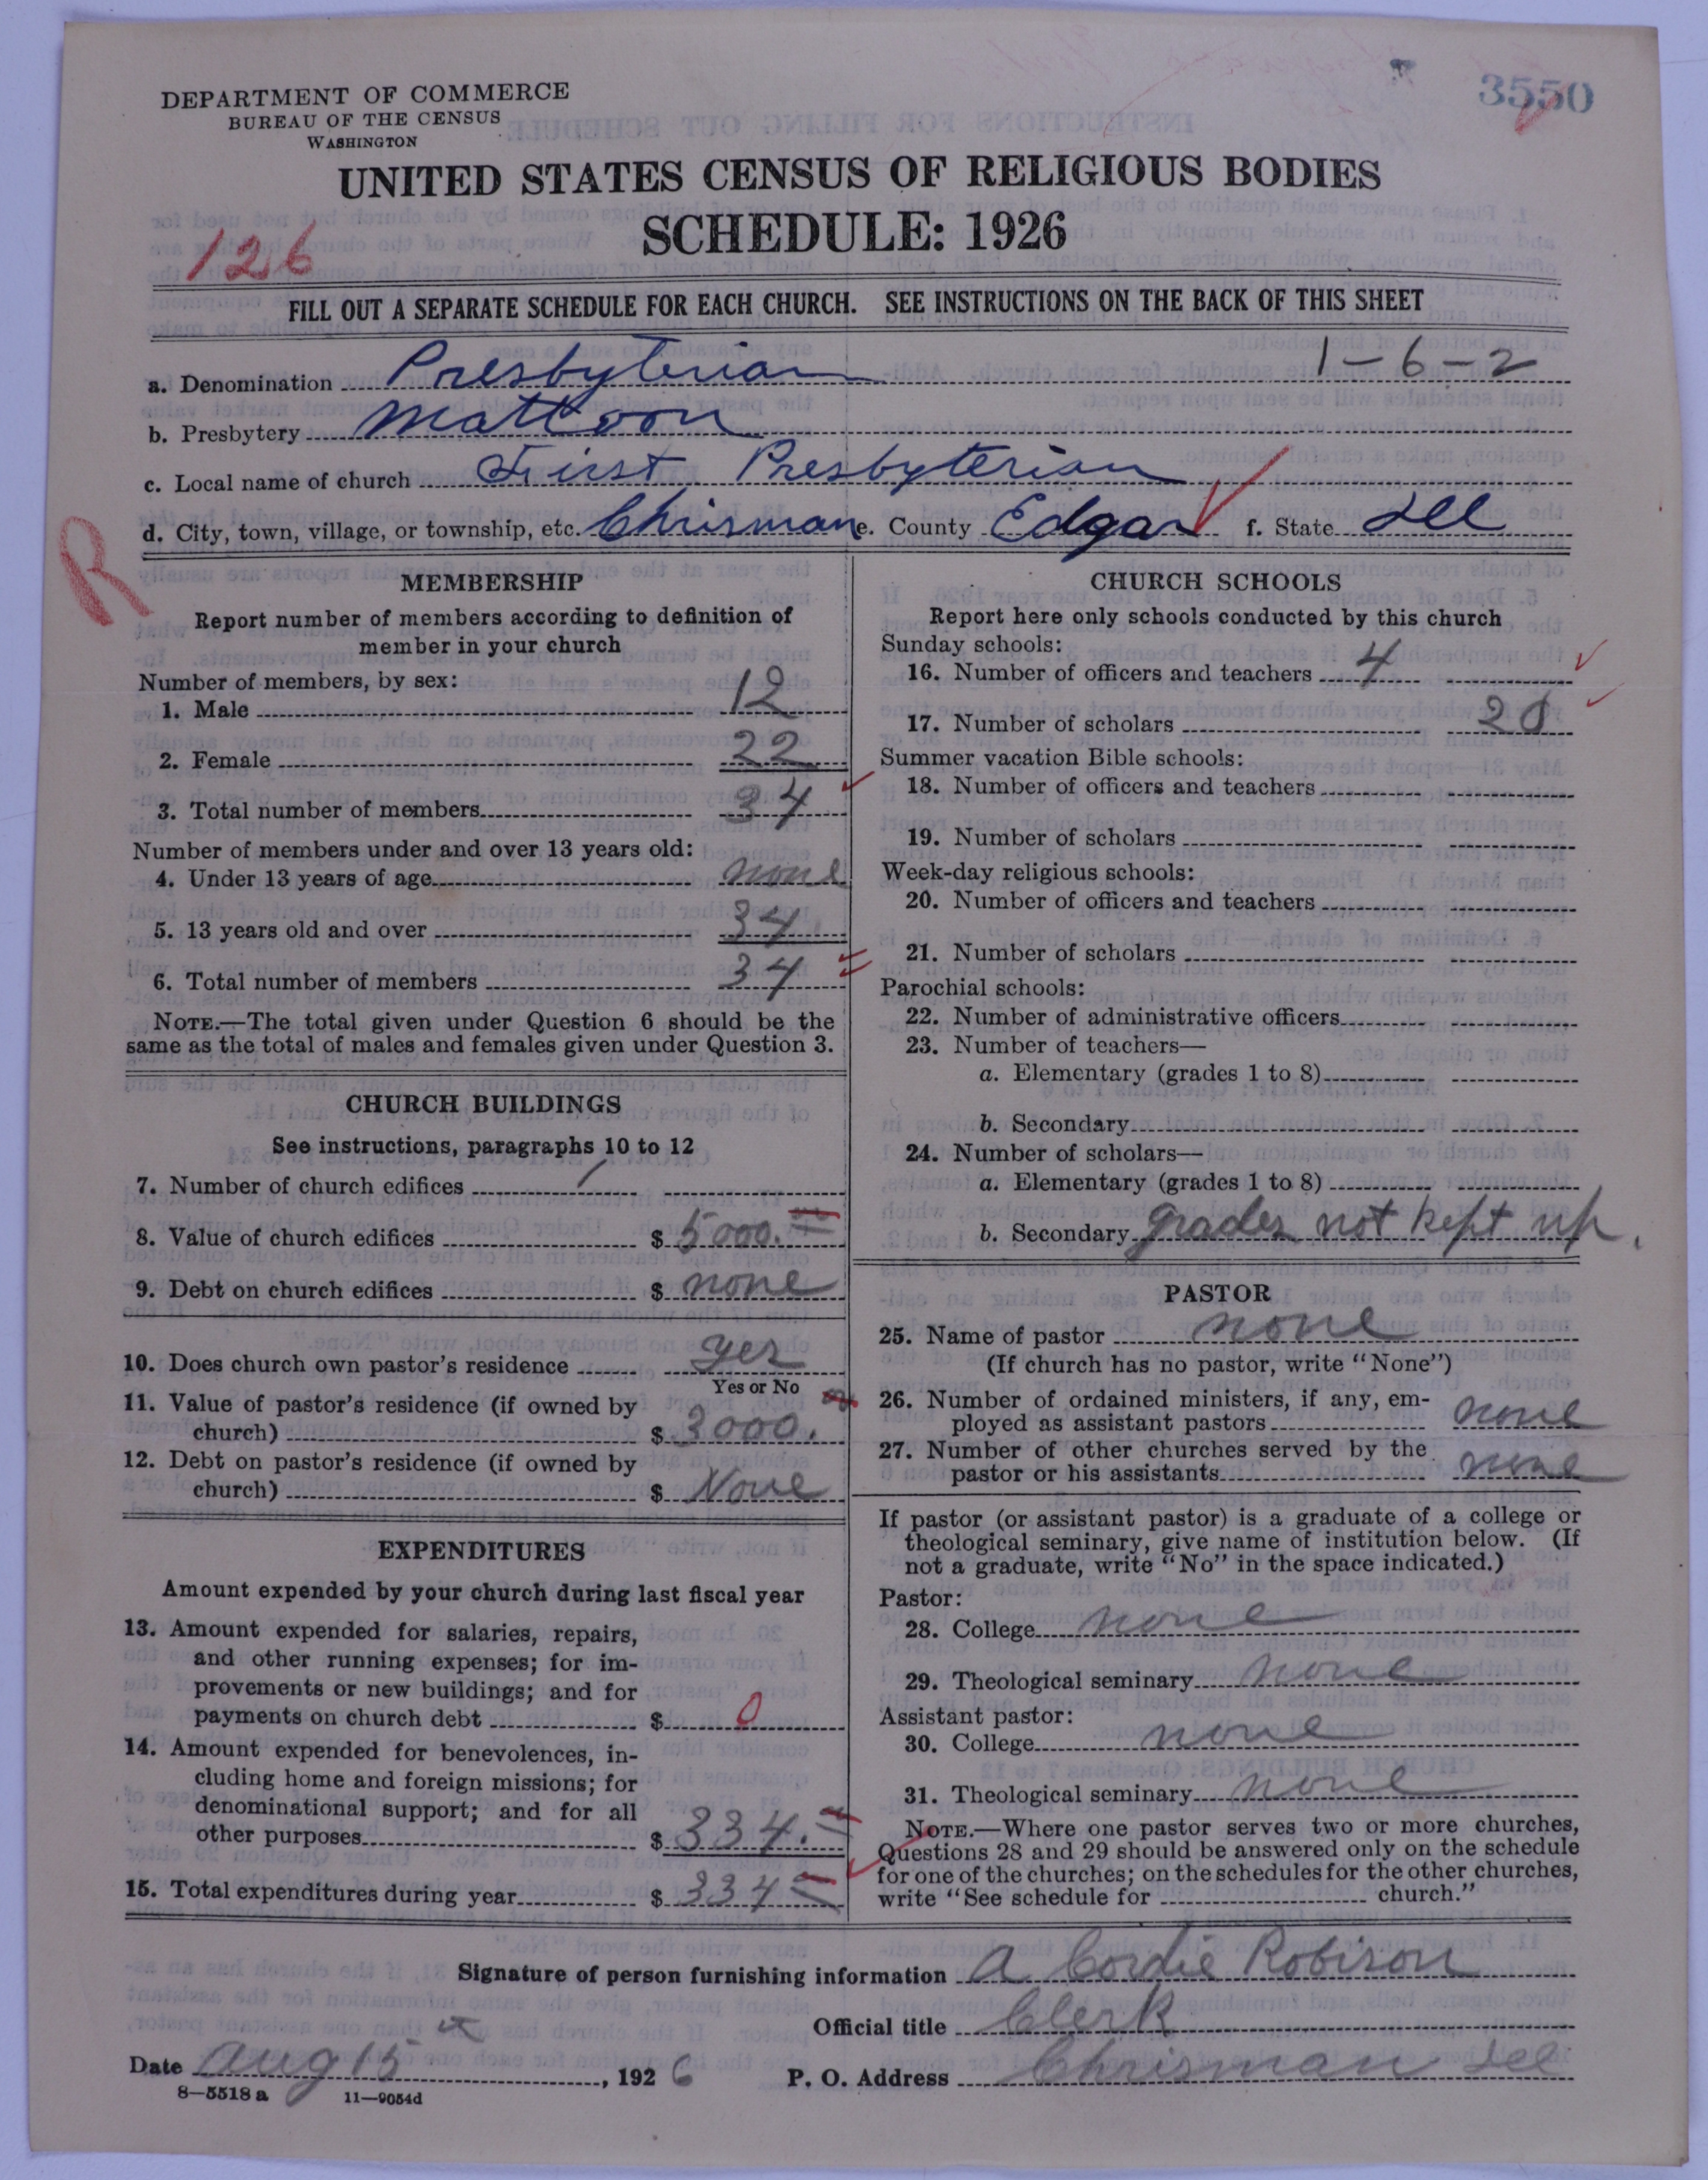 3550
DEPARTMENT OF COMMERCE
BUREAU OF THE CENSUS
WASHINGTON
UNITED STATES CENSUS OF RELIGIOUS BODIES
SCHEDULE: 1926
126
FILL OUT A SEPARATE SCHEDULE FOR EACH CHURCH. SEE INSTRUCTIONS ON THE BACK OF THIS SHEET
a. Denomination Presbyterian 1-6-2
b. Presbytery Mattoon
c. Local name of church First Presbyterian
d. City, town, village, or township, etc. Chrisman e. County Edgar f. State Ill
R
MEMBERSHIP
Report number of members according to definition of
member in your church
Number of members, by sex:
1. Male 12
2. Female 22
3. Total number of members 34
Number of members under and over 13 years old:
4. Under 13 years of age none
5. 13 years old and over 34
6. Total number of members 34
NOTE.—The total given under Question 6 should be the
same as the total of males and females given under Question 3.
CHURCH BUILDINGS
See instructions, paragraphs 10 to 12
7. Number of church edifices 1
8. Value of church edifices $ 5000.
9. Debt on church edifices $ none
10. Does church own pastor's residence yes
Yes or No
11. Value of pastor's residence (if owned by
church) $ 3000.
12. Debt on pastor's residence (if owned by
church) $ None
EXPENDITURES
Amount expended by your church during last fiscal year
13. Amount expended for salaries, repairs,
and other running expenses; for im-
provements or new buildings; and for
payments on church debt $ 0
14. Amount expended for benevolences, in-
cluding home and foreign missions; for
denominational support; and for all
other purposes $ 334.
15. Total expenditures during year $ 334
CHURCH SCHOOLS
Report here only schools conducted by this church
Sunday schools:
16. Number of officers and teachers 4
17. Number of scholars 20
Summer vacation Bible schools:
18. Number of officers and teachers
19. Number of scholars
Week-day religious schools:
20. Number of officers and teachers
21. Number of scholars
Parochial schools:
22. Number of administrative officers
23. Number of teachers—
a. Elementary (grades 1 to 8)
b. Secondary
24. Number of scholars—
a. Elementary (grades 1 to 8)
b. Secondary grades not kept up.
PASTOR
25. Name of pastor none
(If church has no pastor, write "None")
26. Number of ordained ministers, if any, em-
ployed as assistant pastors none
27. Number of other churches served by the
pastor or his assistants none
If pastor (or assistant pastor) is a graduate of a college or
theological seminary, give name of institution below. (If
not a graduate, write "No" in the space indicated.)
Pastor:
28. College none
29. Theological seminary none
Assistant pastor:
30. College none
31. Theological seminary none
NOTE.—Where one pastor serves two or more churches,
Questions 28 and 29 should be answered only on the schedule
for one of the churches; on the schedules for the other churches,
write "See schedule for church."
Signature of person furnishing information A Cordie Robison
Official title Clerk
Date Aug 15, 1926 P. O. Address Chrisman Ill
8—5518 a 11—9054d